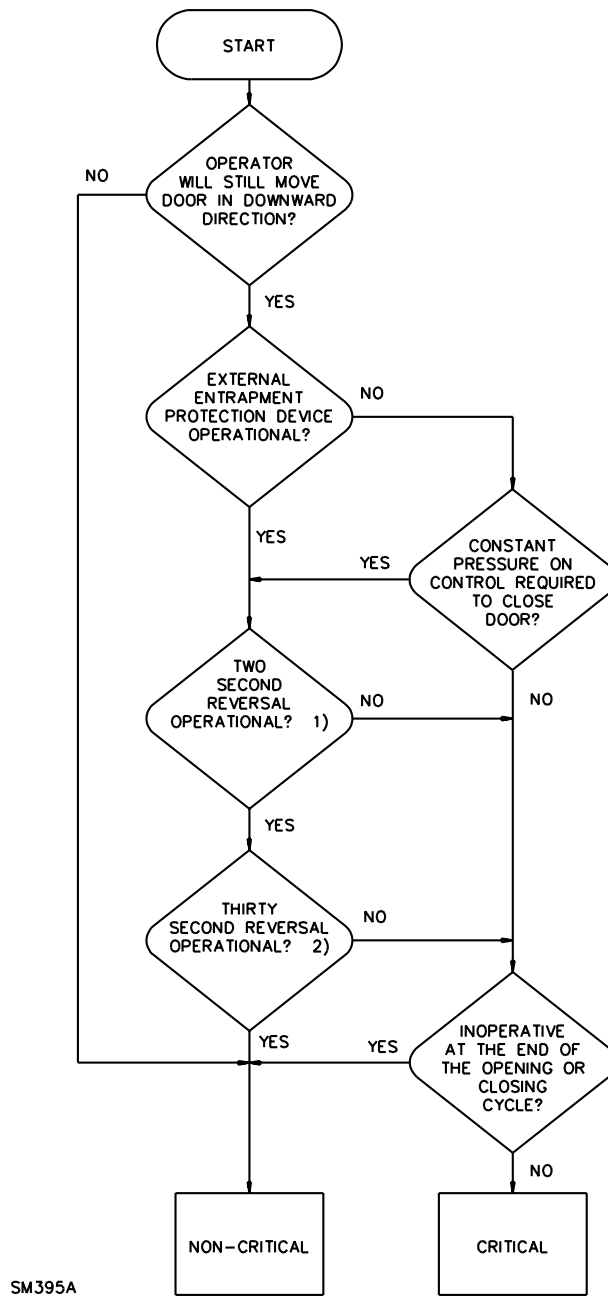 START
OPERATOR
WILL STILL MOVE
DOOR IN DOWNWARD
DIRECTION?
NO
YES
EXTERNAL
ENTRAPMENT
PROTECTION DEVICE
OPERATIONAL?
NO
YES
CONSTANT
PRESSURE ON
CONTROL REQUIRED
TO CLOSE
DOOR?
YES
NO
TWO
SECOND
REVERSAL
OPERATIONAL? 1)
NO
YES
THIRTY
SECOND REVERSAL
OPERATIONAL? 2)
NO
YES
INOPERATIVE
AT THE END OF
THE OPENING OR
CLOSING
CYCLE?
YES
NO
NON-CRITICAL
CRITICAL
SM395A